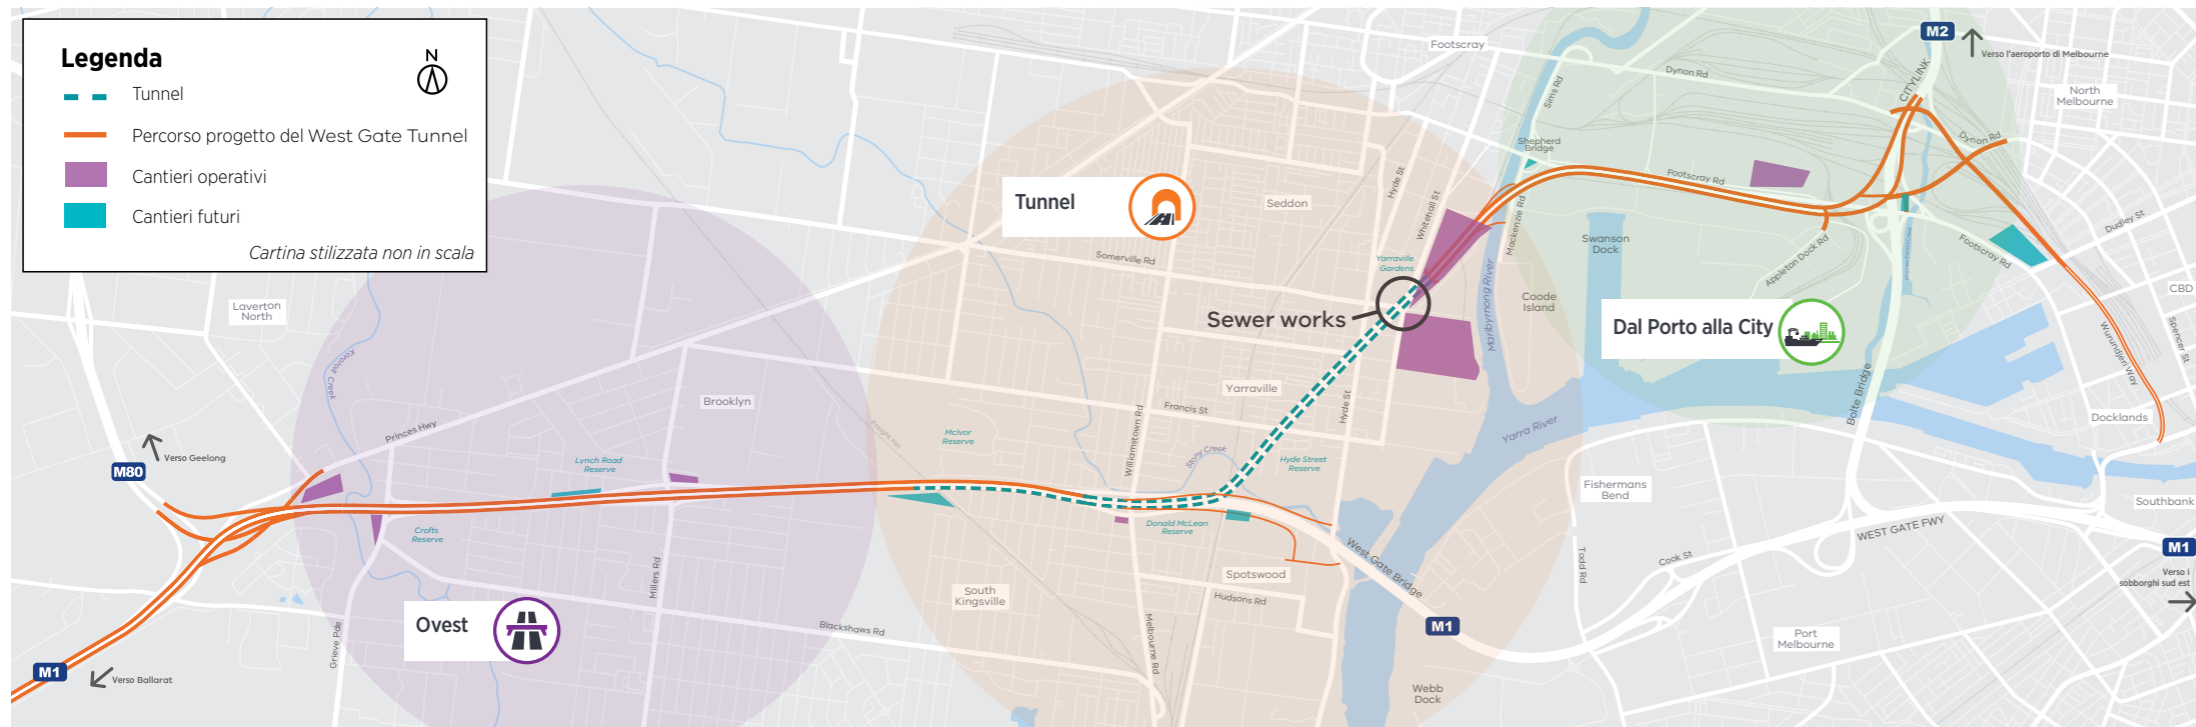 Legenda
N
Tunnel
Percorso progetto del West Gate Tunnel
Cantieri operativi
Cantieri futuri
Cartina stilizzata non in scala
Footscray
M2
Verso l'aeroporto di Melbourne
CITYLINK
Dynon Rd
North
Melbourne
Sims Rd
Shepherd
Bridge
Dynon Rd
Hyde St
Whitehall St
Footscray Rd
Tunnel
Seddon
Mackenzie Rd
Swanson
Dock
Dudley St
Footscray Rd
Appleton Dock Rd
Somerville Rd
Yarraville
Gardens
Maribyrnong River
Coode
Island
CBD
Laverton
North
Sewer works
Dal Porto alla City
Spencer St
Wurundjeri Way
Koroit Creek
Yarraville
Brooklyn
Francis St
Hyde St
Bolte Bridge
Docklands
Princes Hwy
Freight rail
McIvor
Reserve
Williamstown Rd
Yarra River
Verso Geelong
M80
Lynch Road
Reserve
Stony Creek
Hyde Street
Reserve
Fishermans
Bend
Southbank
Crofts
Reserve
Donald McLean
Reserve
WEST GATE FWY
M1
Verso i
sobborghi sud est
Millers Rd
West Gate Bridge
Todd Rd
Cook St
Spotswood
South
Kingsville
Hudsons Rd
Ovest
Grieve Pde
Blackshaws Rd
Melbourne Rd
M1
Port
Melbourne
M1
Verso Ballarat
Webb
Dock